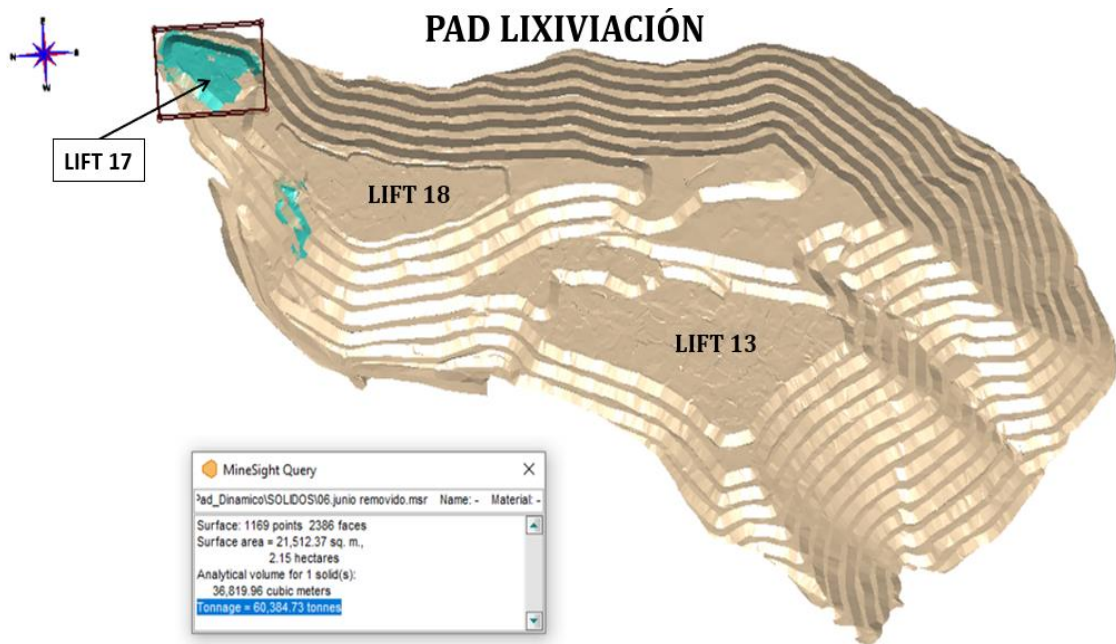 PAD LIXIVIACIÓN
LIFT 17
LIFT 18
LIFT 13
MineSight Query
Pad_Dinamico\SOLIDOS\06.junio removido.msr Name: - Material: -
Surface: 1169 points 2386 faces
Surface area = 21,512.37 sq. m.,
2.15 hectares
Analytical volume for 1 solid(s):
36,819.96 cubic meters
Tonnage = 60,384.73 tonnes